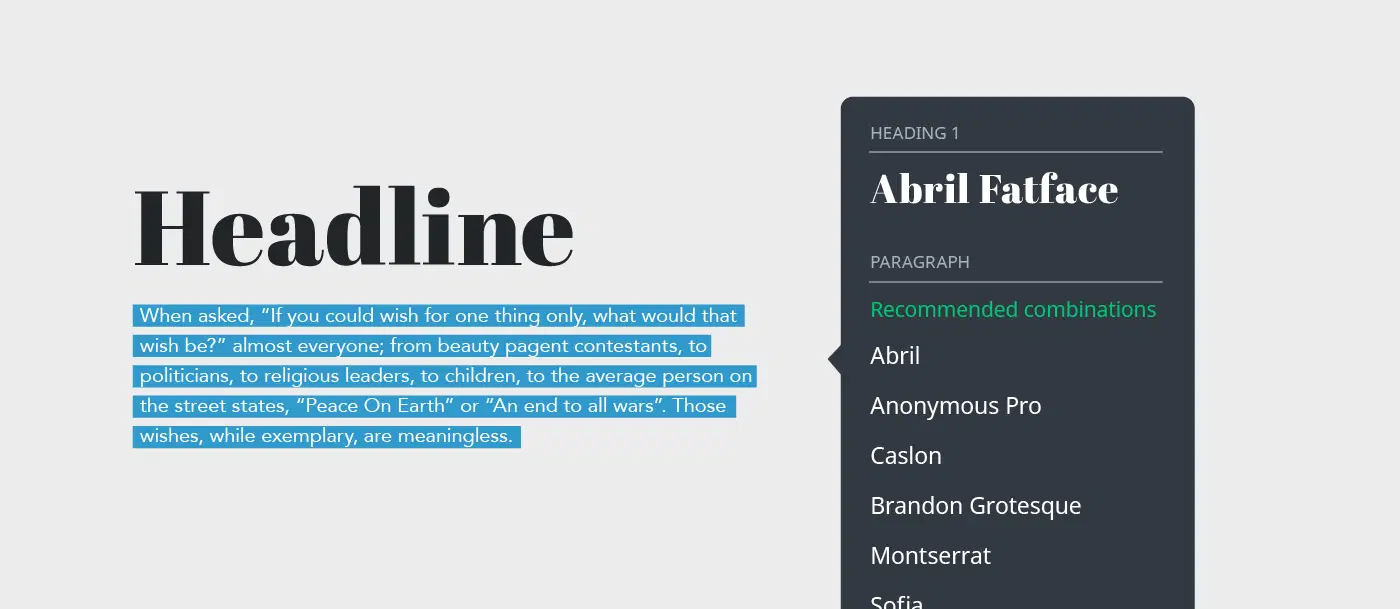 Headline
When asked, “If you could wish for one thing only, what would that
wish be?” almost everyone; from beauty pagent contestants, to
politicians, to religious leaders, to children, to the average person on
the street states, “Peace On Earth” or “An end to all wars”. Those
wishes, while exemplary, are meaningless.
HEADING 1
Abril Fatface
PARAGRAPH
Recommended combinations
Abril
Anonymous Pro
Caslon
Brandon Grotesque
Montserrat
Sofia